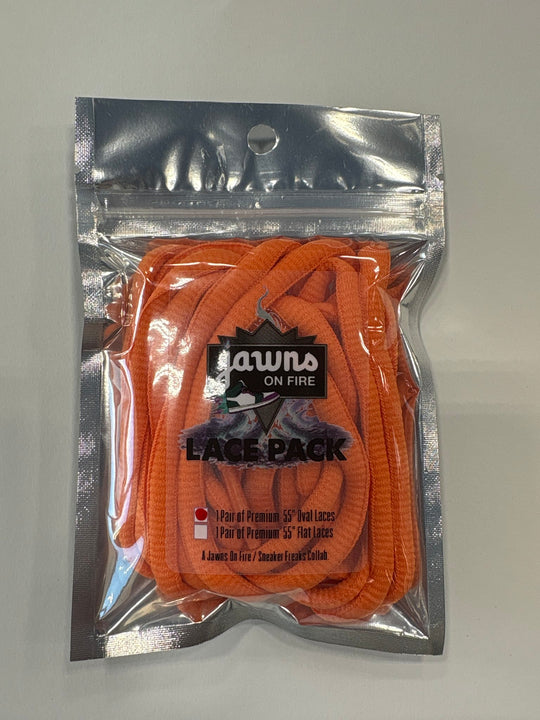 jawns
ON FIRE
LACE PACK
1 Pair of Premium 55" Oval Laces
1 Pair of Premium 55" Flat Laces
A Jawns On Fire / Sneaker Freaks Collab.